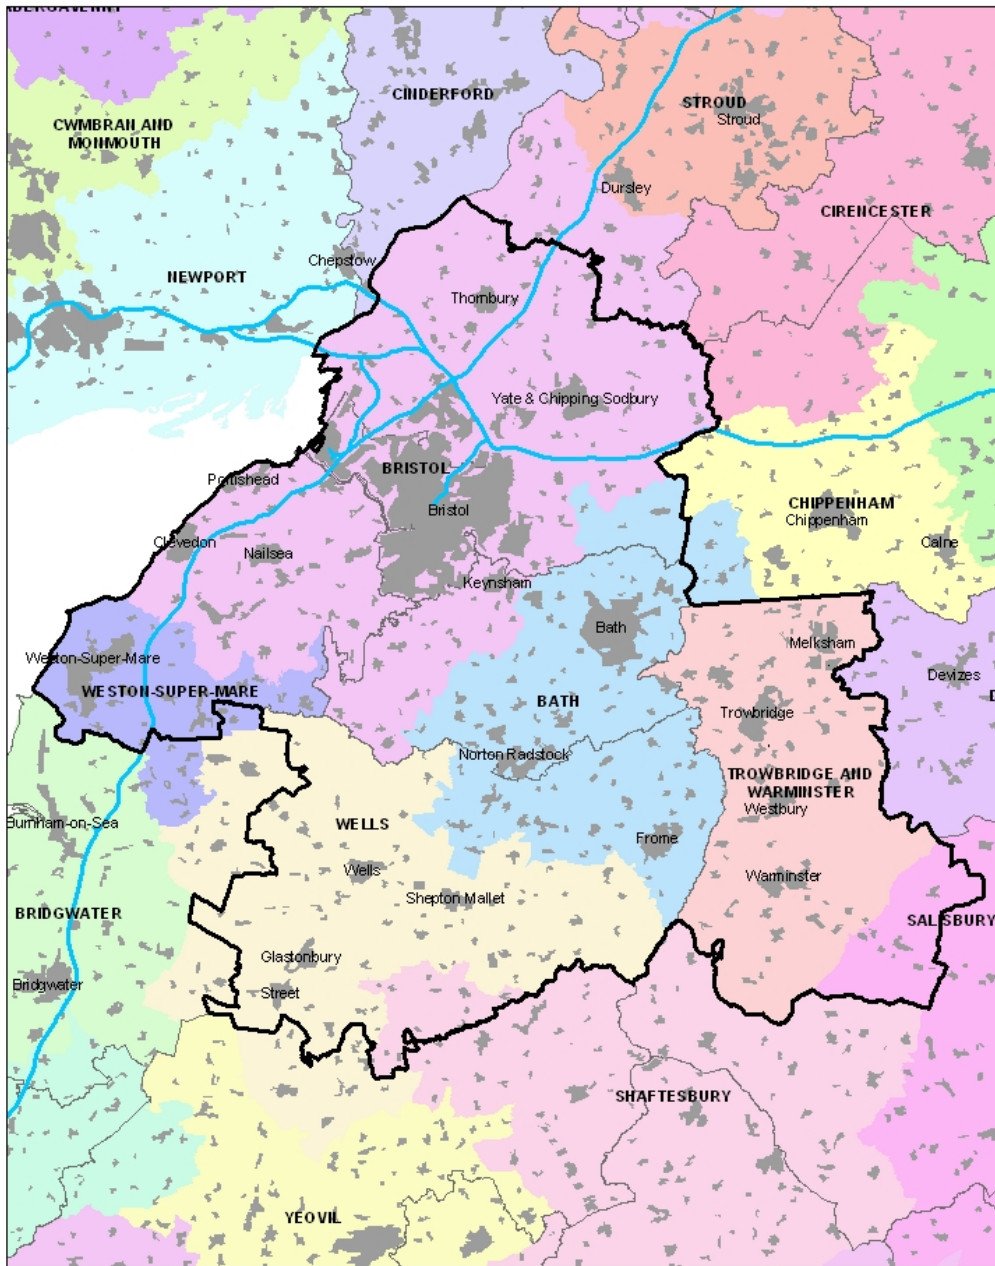 CINDERFORD
STROUD
Stroud
CWMBRAN AND
MONMOUTH
Dursley
CIRENCESTER
Chepstow
NEWPORT
Thornbury
Yate & Chipping Sodbury
BRISTOL
Portishead
CHIPPENHAM
Bristol
Chippenham
Clevedon
Nailsea
Calne
Keynsham
Bath
Melksham
Weston-Super-Mare
WESTON-SUPER-MARE
Devizes
D
BATH
Trowbridge
Norton Radstock
TROWBRIDGE AND
WARMINSTER
Westbury
Burnham-on-Sea
WELLS
Frome
Wells
Warminster
Shepton Mallet
BRIDGWATER
SALISBURY
Glastonbury
Bridgwater
Street
SHAFTESBURY
YEOVIL